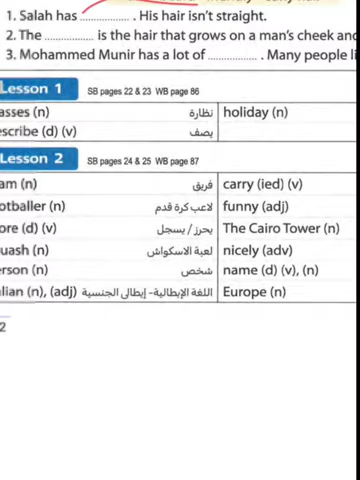 1. Salah has ................. . His hair isn't straight.
2. The ................. is the hair that grows on a man's cheek and
3. Mohammed Munir has a lot of ................. . Many people li
Lesson 1 SB pages 22 & 23 WB page 86
asses (n) نظارة holiday (n)
escribe (d) (v) يصف
Lesson 2 SB pages 24 & 25 WB page 87
am (n) فريق carry (ied) (v)
otballer (n) لاعب كرة قدم funny (adj)
ore (d) (v) يحرز / يسجل The Cairo Tower (n)
uash (n) لعبة الاسكواش nicely (adv)
erson (n) شخص name (d) (v), (n)
lian (n), (adj) اللغة الإيطالية - إيطالى الجنسية Europe (n)
2